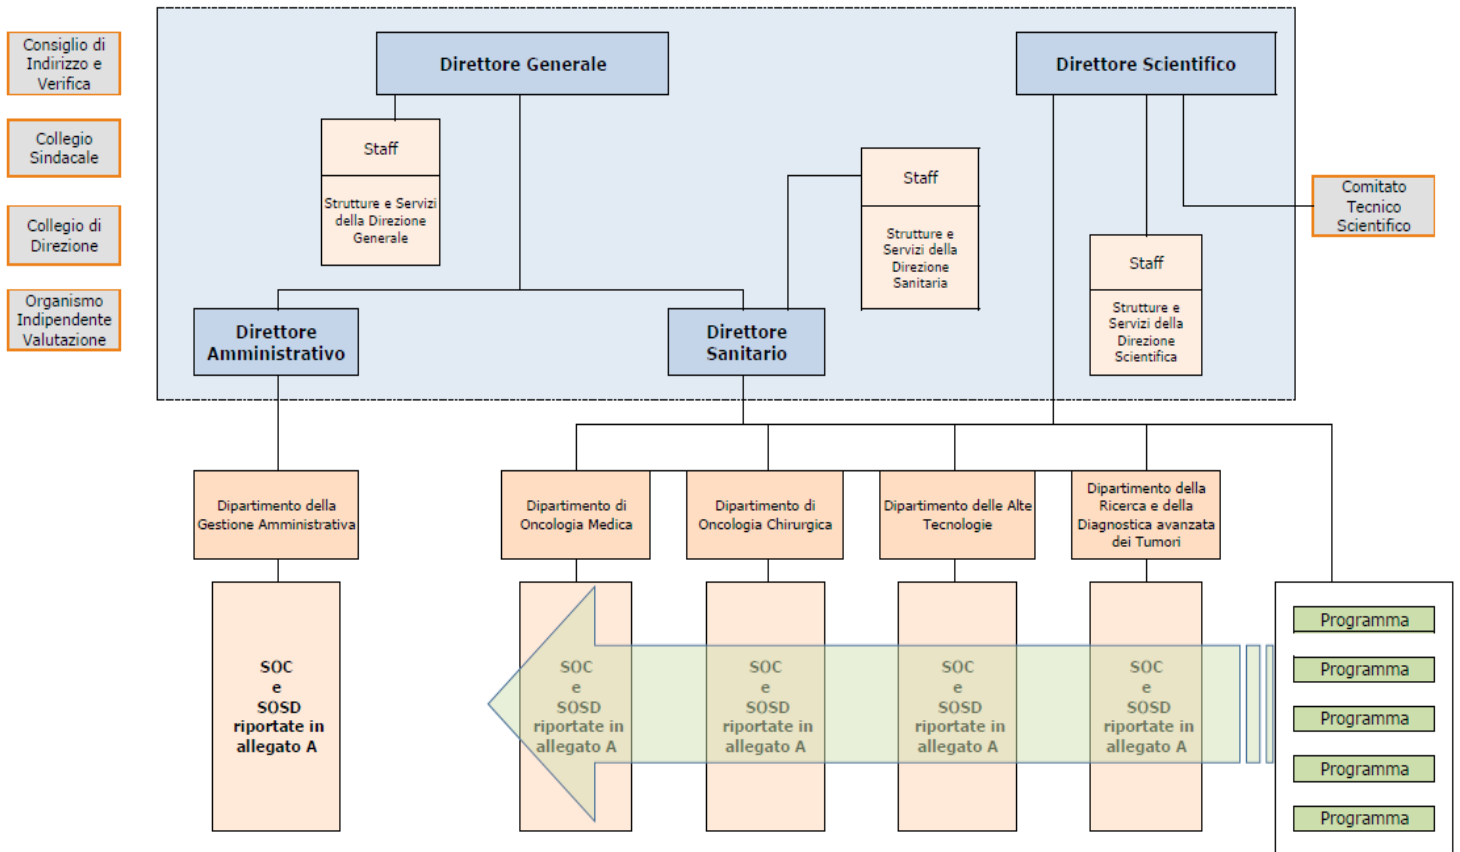 Consiglio di
Indirizzo e
Verifica
Collegio
Sindacale
Collegio di
Direzione
Organismo
Indipendente
Valutazione
Direttore Generale
Direttore Scientifico
Staff
Strutture e Servizi
della Direzione
Generale
Staff
Strutture e
Servizi della
Direzione
Sanitaria
Staff
Strutture e
Servizi della
Direzione
Scientifica
Comitato
Tecnico
Scientifico
Direttore
Amministrativo
Direttore
Sanitario
Dipartimento della
Gestione Amministrativa
Dipartimento di
Oncologia Medica
Dipartimento di
Oncologia Chirurgica
Dipartimento delle Alte
Tecnologie
Dipartimento della
Ricerca e della
Diagnostica avanzata
dei Tumori
SOC
e
SOSD
riportate in
allegato A
SOC
e
SOSD
riportate in
allegato A
SOC
e
SOSD
riportate in
allegato A
SOC
e
SOSD
riportate in
allegato A
SOC
e
SOSD
riportate in
allegato A
Programma
Programma
Programma
Programma
Programma